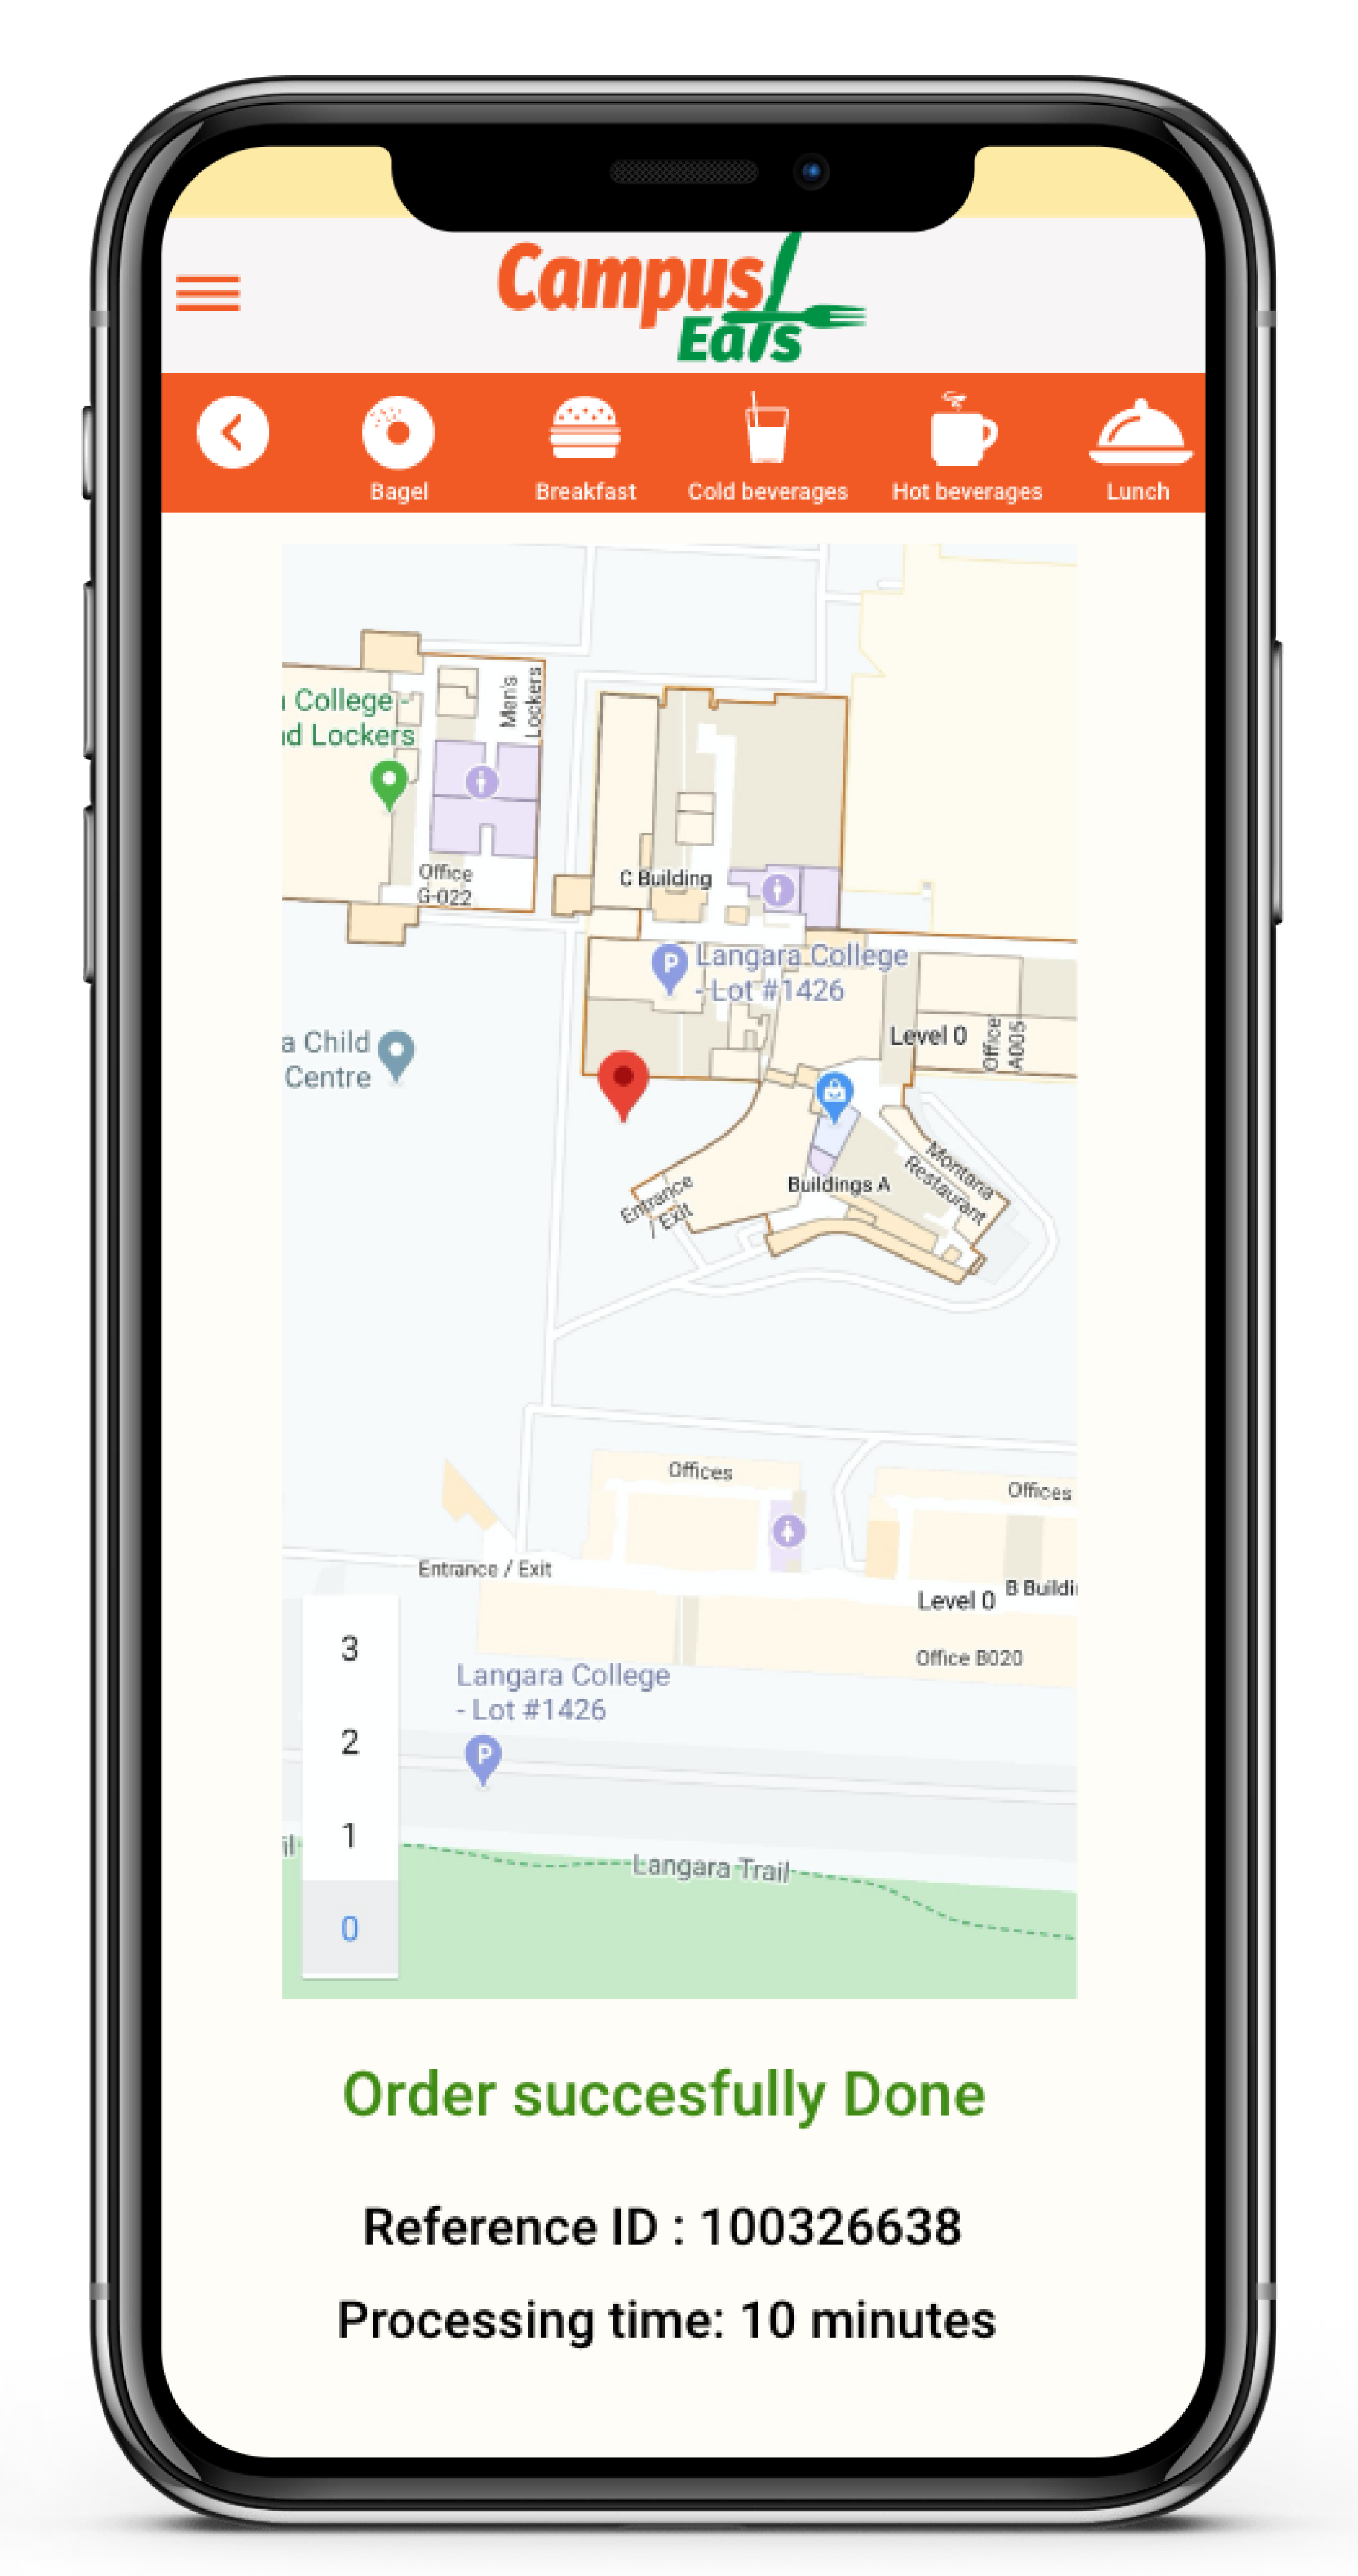 Campus
Eats
Bagel
Breakfast
Cold beverages
Hot beverages
Lunch
College -
Lockers
Men's
Lockers
Office
G-022
C Building
P
Langara College
- Lot #1426
Level 0
Office
A005
a Child
Centre
Montana
Restaurant
Buildings A
Entrance
/ Exit
Offices
Offices
Entrance / Exit
Level 0
B Buildi
Office B020
3
Langara College
- Lot #1426
2
P
1
Langara Trail
0
Order succesfully Done
Reference ID : 100326638
Processing time: 10 minutes